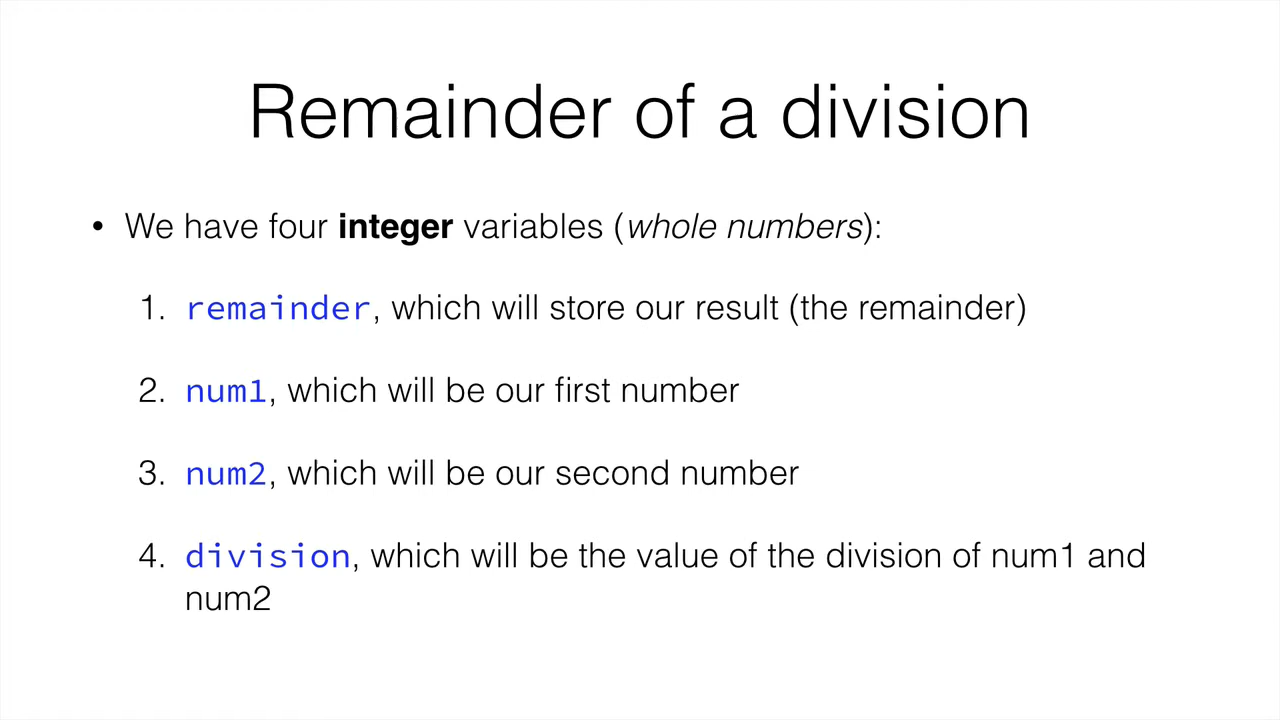 Remainder of a division
• We have four integer variables (whole numbers):
1. remainder, which will store our result (the remainder)
2. num1, which will be our first number
3. num2, which will be our second number
4. division, which will be the value of the division of num1 and
num2